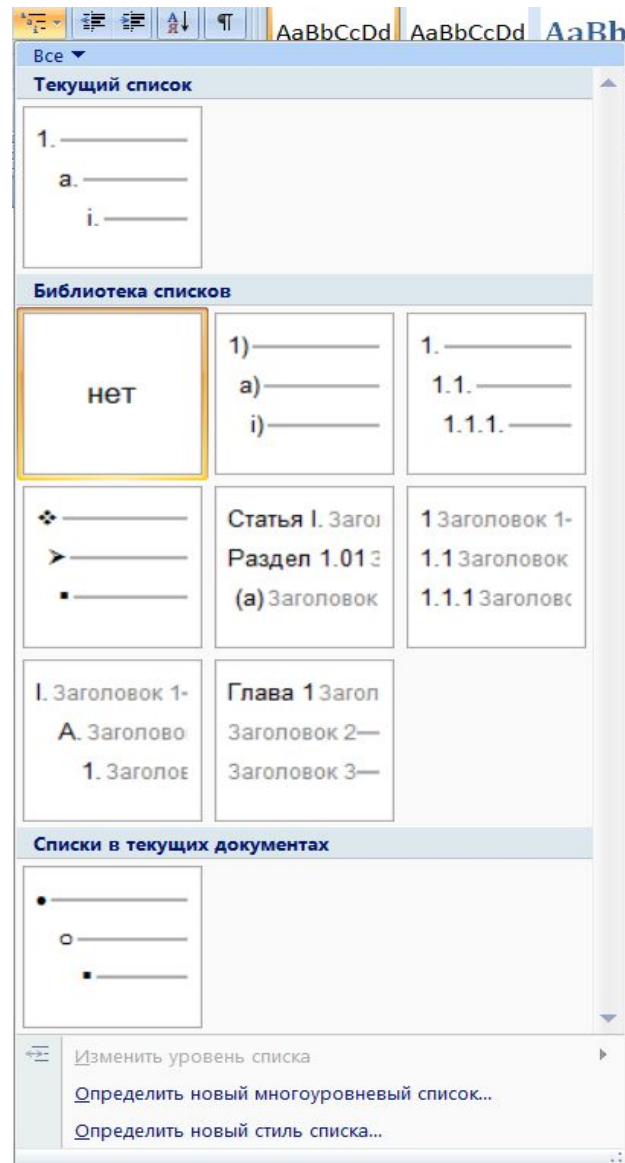 АЯ ¶ AaBbCcDd AaBbCcDd AaBb
Все
Текущий список
1.
a.
i.
Библиотека списков
нет
1)
a)
i)
1.
1.1.
1.1.1.
Статья I. Загол
Раздел 1.01 З
(a) Заголовок
1 Заголовок 1-
1.1 Заголовок
1.1.1 Заголовс
I. Заголовок 1-
A. Заголово
1. Заголов
Глава 1 Загол
Заголовок 2
Заголовок 3
Списки в текущих документах
Изменить уровень списка
Определить новый многоуровневый список...
Определить новый стиль списка...